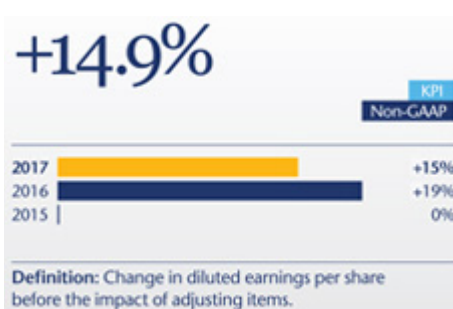 +14.9%
KPI
Non-GAAP
2017 +15%
2016 +19%
2015 0%
Definition: Change in diluted earnings per share
before the impact of adjusting items.